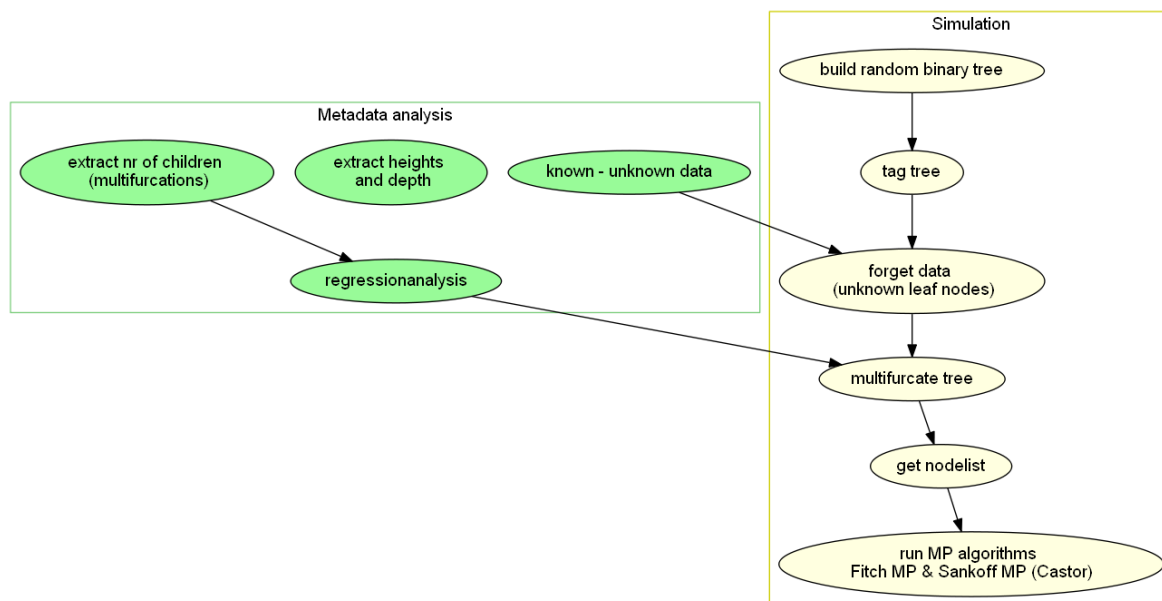 Simulation
build random binary tree
Metadata analysis
extract nr of children
(multifurcations)
extract heights
and depth
known - unknown data
tag tree
regressionanalysis
forget data
(unknown leaf nodes)
multifurcate tree
get nodelist
run MP algorithms
Fitch MP & Sankoff MP (Castor)